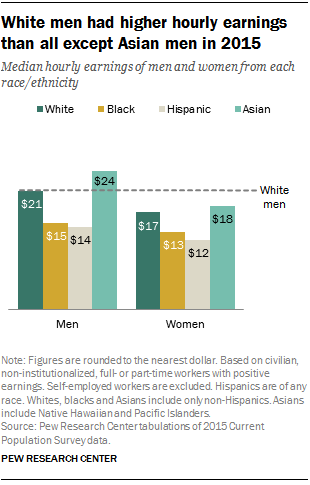 White men had higher hourly earnings
than all except Asian men in 2015
Median hourly earnings of men and women from each
race/ethnicity
White Black Hispanic Asian
White
men
$21
$15
$14
$24
$17
$13
$12
$18
Men Women
Note: Figures are rounded to the nearest dollar. Based on civilian,
non-institutionalized, full- or part-time workers with positive
earnings. Self-employed workers are excluded. Hispanics are of any
race. Whites, blacks and Asians include only non-Hispanics. Asians
include Native Hawaiian and Pacific Islanders.
Source: Pew Research Center tabulations of 2015 Current
Population Survey data.
PEW RESEARCH CENTER